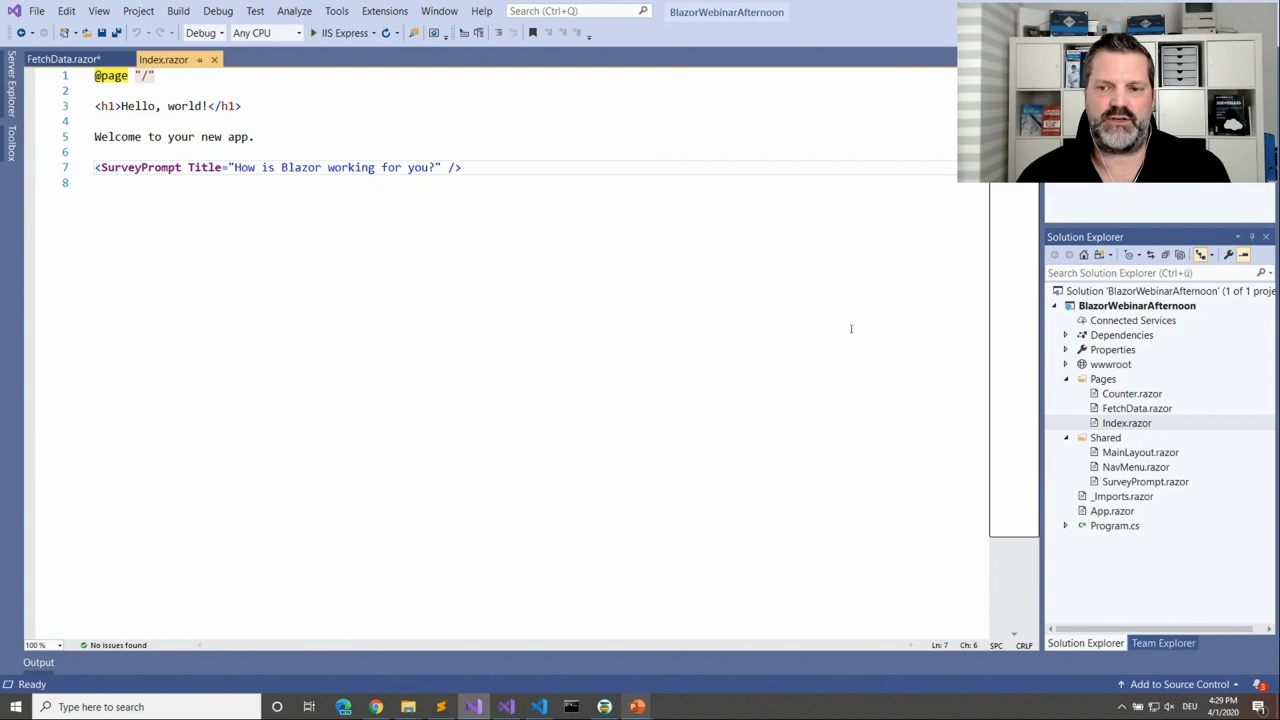 File Edit View Project Build Debug Test Analyze Tools Extensions Window Help Search (Ctrl+Q) BlazorWebinarAfternoon
Debug Any CPU IIS Express
Server Explorer
Toolbox
FetchData.razor* Index.razor
1 @page "/"
2
3 <h1>Hello, world!</h1>
4
5 Welcome to your new app.
6
7 <SurveyPrompt Title="How is Blazor working for you?" />
8
SERVERLESS
Solution Explorer
Search Solution Explorer (Ctrl+ü)
Solution 'BlazorWebinarAfternoon' (1 of 1 proje
BlazorWebinarAfternoon
Connected Services
Dependencies
Properties
wwwroot
Pages
Counter.razor
FetchData.razor
Index.razor
Shared
MainLayout.razor
NavMenu.razor
SurveyPrompt.razor
_Imports.razor
App.razor
Program.cs
Solution Explorer Team Explorer
100 % No issues found Ln: 7 Ch: 6 SPC CRLF
Output
Ready Add to Source Control 3
Type here to search DEU 4:29 PM
4/1/2020 1